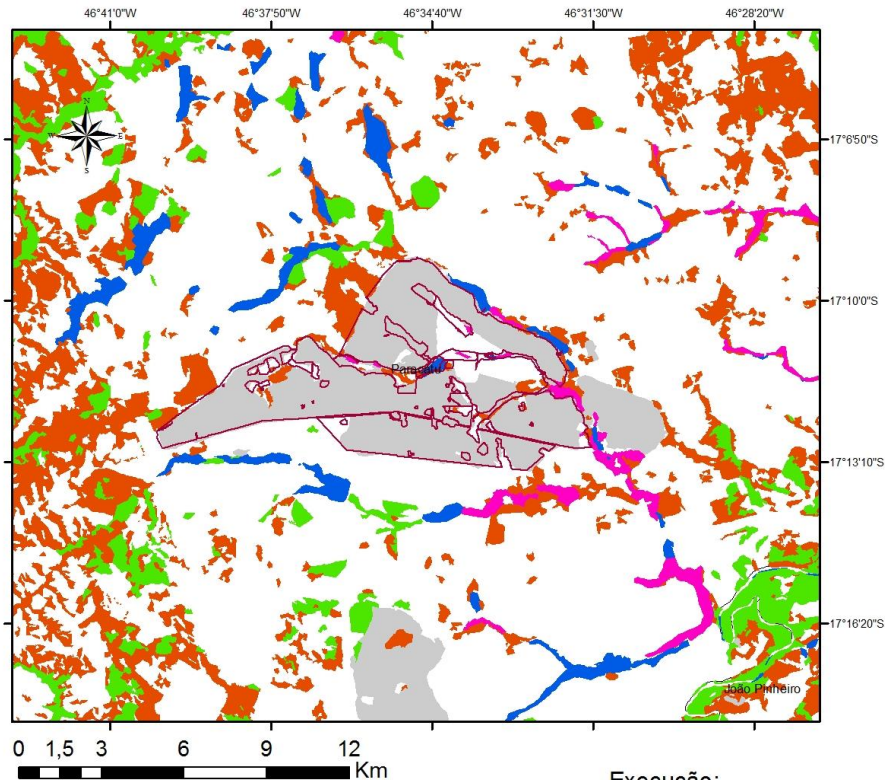 46°41'0"W 46°37'50"W 46°34'40"W 46°31'30"W 46°28'20"W
N
W E
S
17°6'50"S
17°10'0"S
Paracatu
17°13'10"S
17°16'20"S
João Pinheiro
0 1,5 3 6 9 12
Km
Execução: